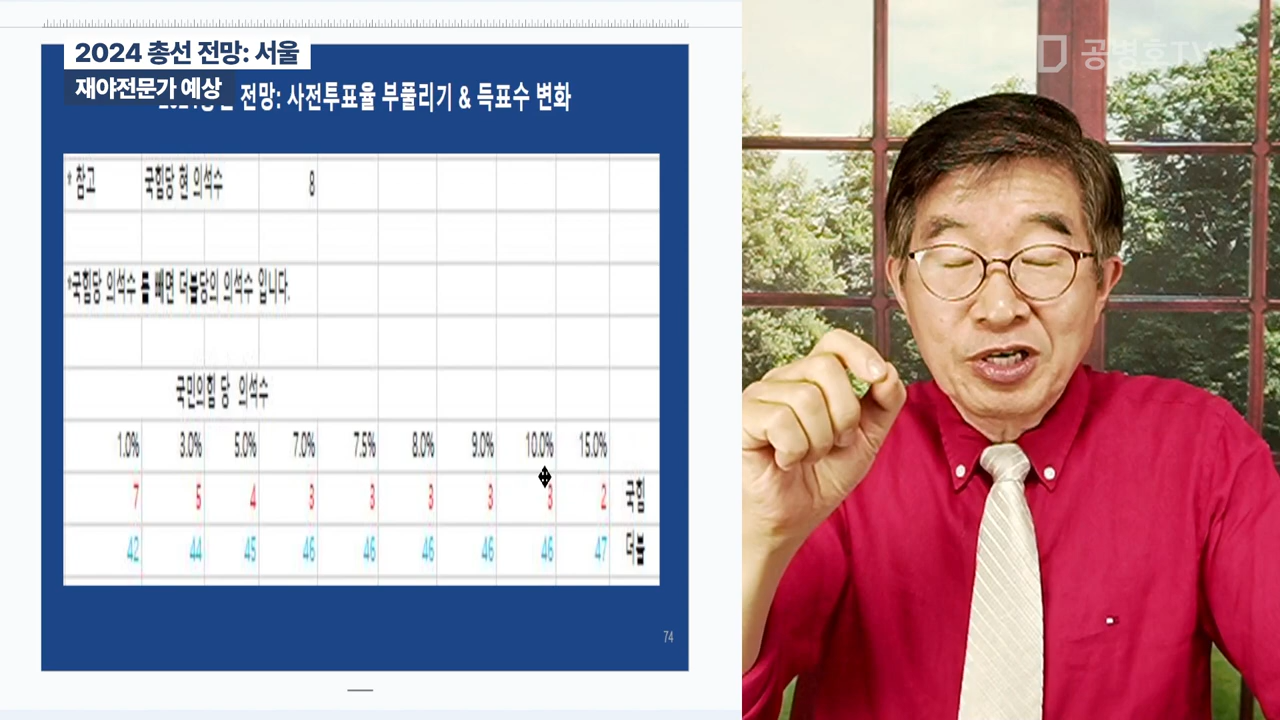 2024 총선 전망: 서울
재야전문가 예상
전망: 사전투표율 부풀리기 & 득표수 변화
공병호TV
* 참고 국힘당 현 의석수 8
*국힘당 의석수 를 빼면 더불당의 의석수 입니다.
국민의힘 당 의석수
1.0% 3.0% 5.0% 7.0% 7.5% 8.0% 9.0% 10.0% 15.0%
7 5 4 3 3 3 3 3 2 국힘
42 44 45 46 46 46 46 46 47 더불
74